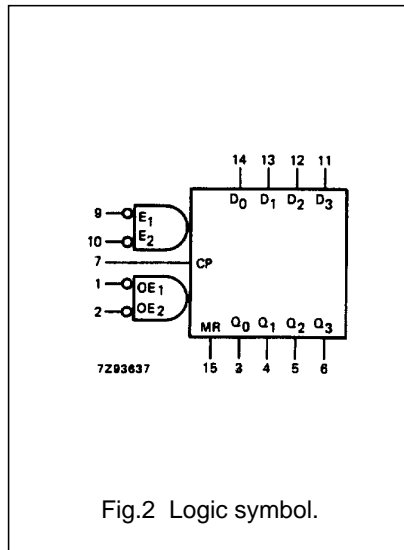 14 13 12 11
D0 D1 D2 D3
9 E1
10 E2
7 CP
1 OE1
2 OE2
MR Q0 Q1 Q2 Q3
7Z93637 15 3 4 5 6
Fig.2 Logic symbol.